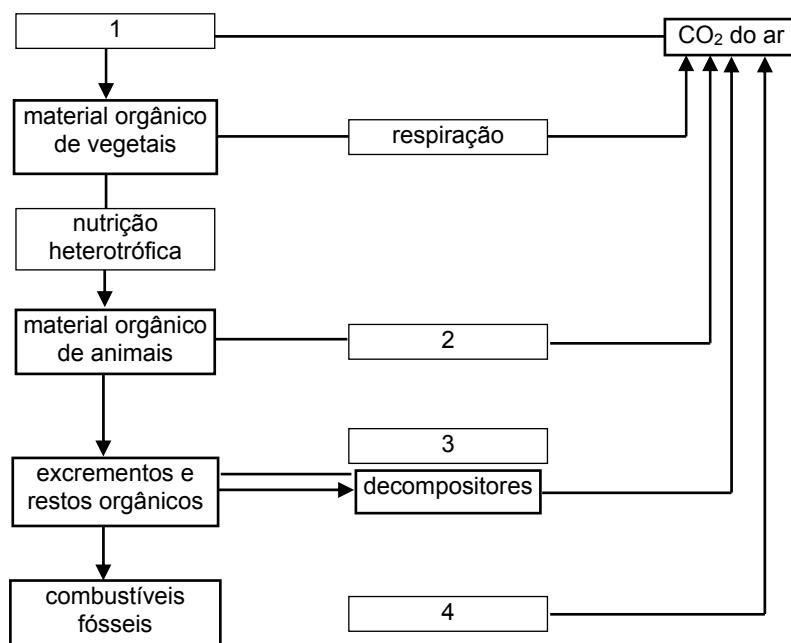 1
CO₂ do ar
material orgânico
de vegetais
respiração
nutrição
heterotrófica
material orgânico
de animais
2
3
excrementos e
restos orgânicos
decompositores
combustíveis
fósseis
4